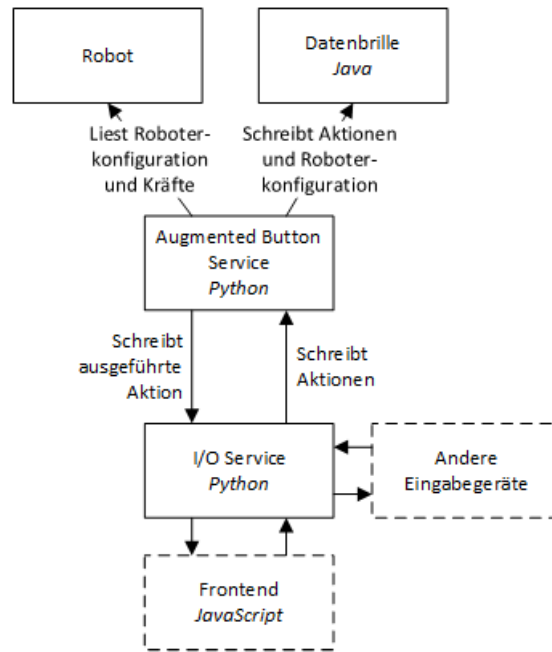 Robot
Datenbrille
Java
Liest Roboter-
konfiguration
und Kräfte
Schreibt Aktionen
und Roboter-
konfiguration
Augmented Button
Service
Python
Schreibt
ausgeführte
Aktion
Schreibt
Aktionen
I/O Service
Python
Andere
Eingabegeräte
Frontend
JavaScript